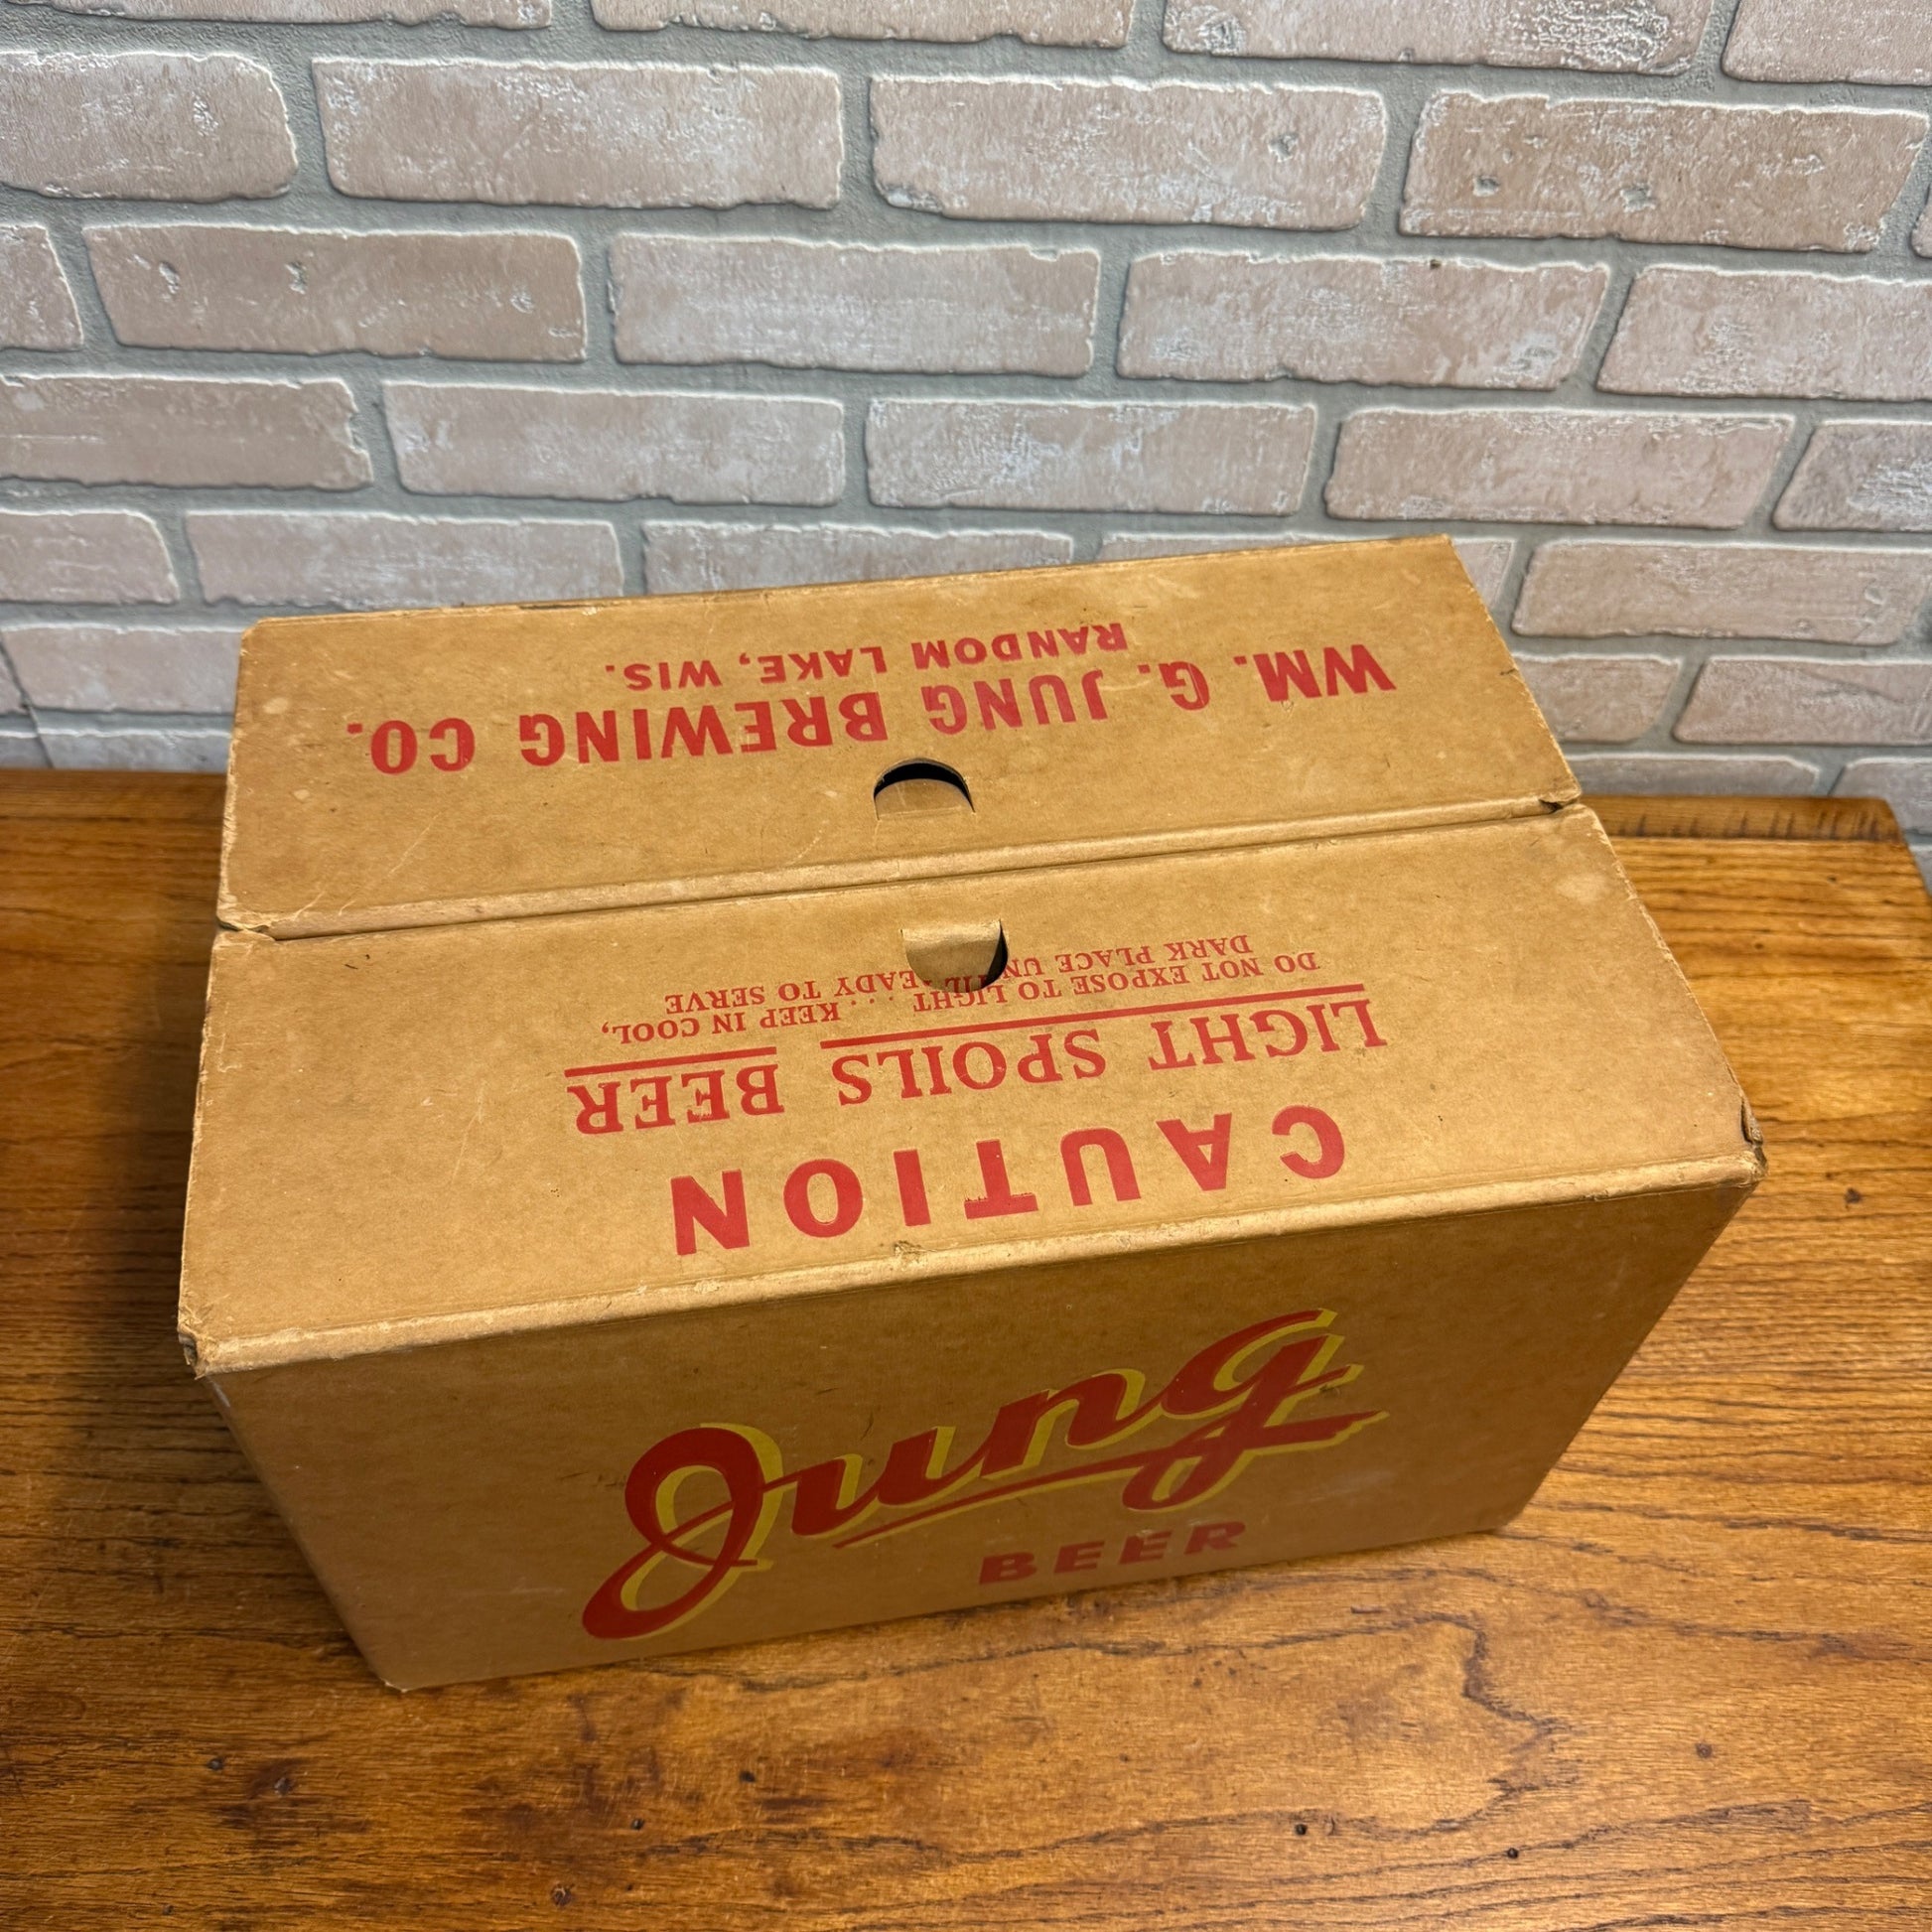 WM. G. JUNG BREWING CO.
RANDOM LAKE, WIS.
CAUTION
LIGHT SPOILS BEER
DO NOT EXPOSE TO LIGHT . . . KEEP IN COOL,
DARK PLACE UNTIL READY TO SERVE
Jung
BEER